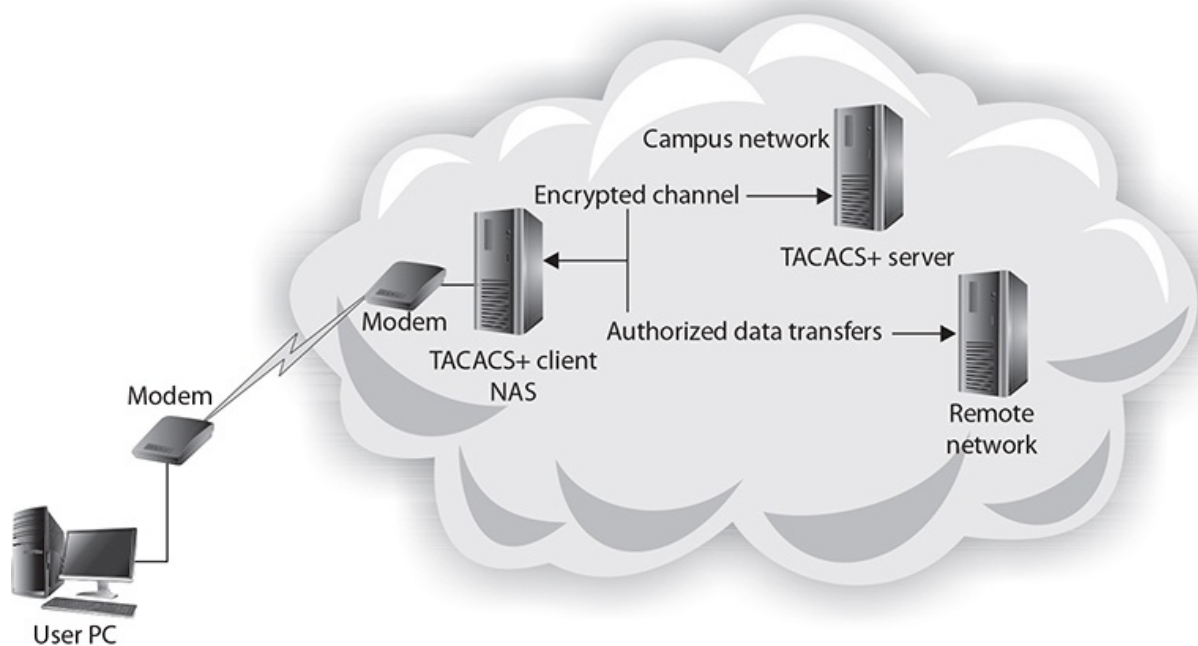 Campus network
Encrypted channel
TACACS+ server
Modem
Authorized data transfers
TACACS+ client
NAS
Modem
Remote
network
User PC